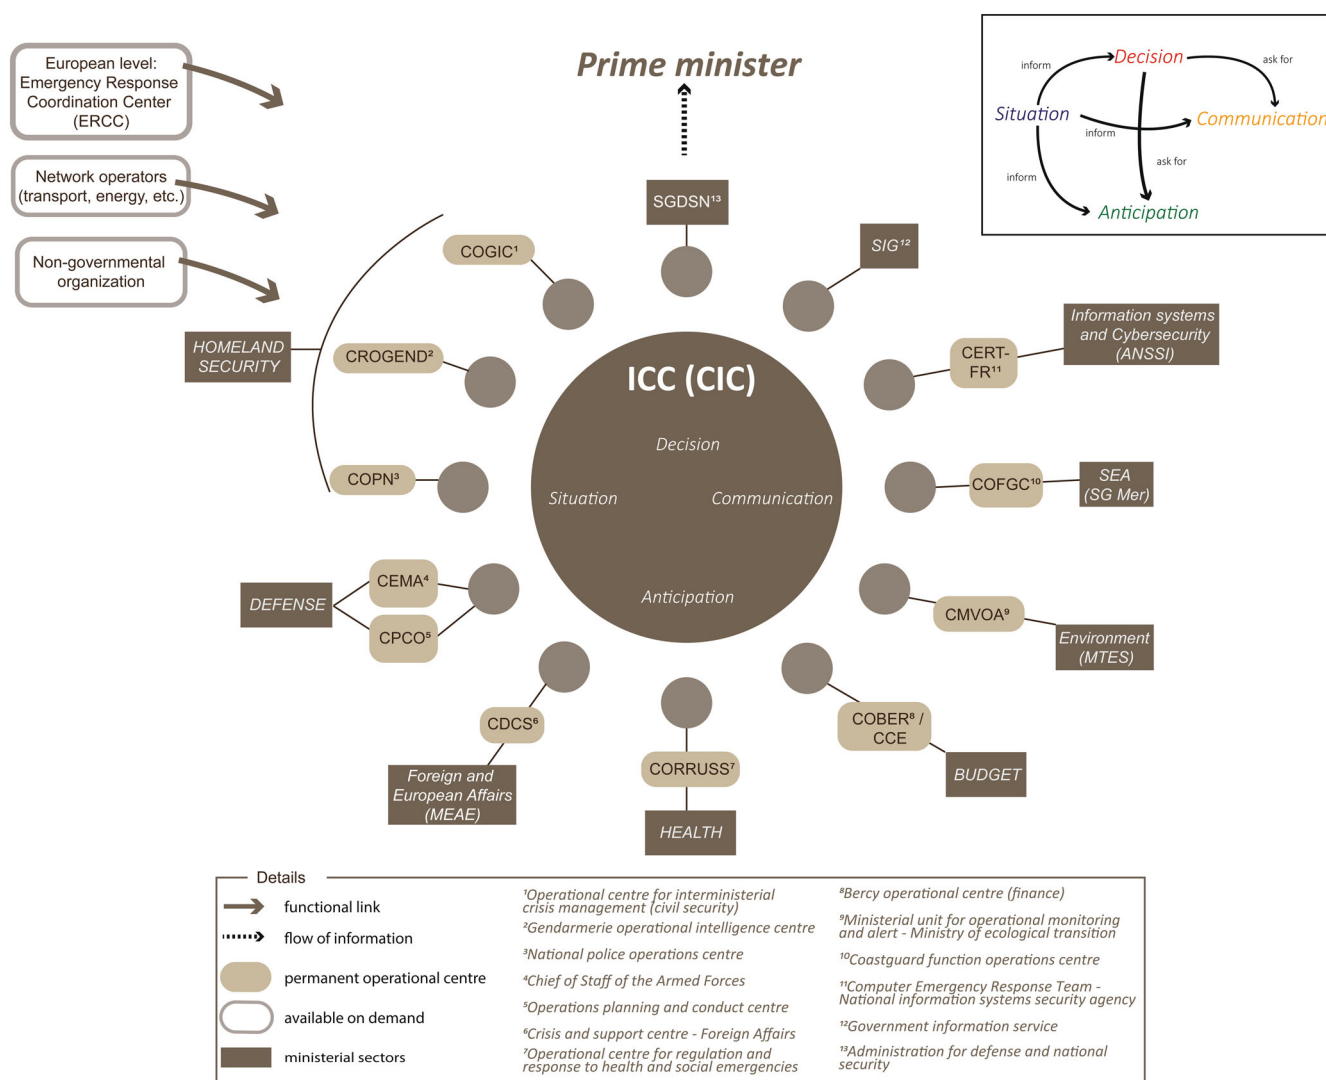 European level:
Emergency Response
Coordination Center
(ERCC)
Network operators
(transport, energy, etc.)
Non-governmental
organization
Prime minister
Decision
inform
ask for
Situation
Communication
inform
inform
ask for
Anticipation
SGDSN¹³
COGIC¹
SIG¹²
HOMELAND
SECURITY
CROGEND²
CERT-
FR¹¹
Information systems
and Cybersecurity
(ANSSI)
ICC (CIC)
Decision
Situation
Communication
Anticipation
COPN³
COFGC¹⁰
SEA
(SG Mer)
DEFENSE
CEMA⁴
CPCO⁵
CMVOA⁹
Environment
(MTES)
CDCS⁶
Foreign and
European Affairs
(MEAE)
CORRUSS⁷
HEALTH
COBER⁸ /
CCE
BUDGET
Details
functional link
flow of information
permanent operational centre
available on demand
ministerial sectors
¹Operational centre for interministerial
crisis management (civil security)
²Gendarmerie operational intelligence centre
³National police operations centre
⁴Chief of Staff of the Armed Forces
⁵Operations planning and conduct centre
⁶Crisis and support centre - Foreign Affairs
⁷Operational centre for regulation and
response to health and social emergencies
⁸Bercy operational centre (finance)
⁹Ministerial unit for operational monitoring
and alert - Ministry of ecological transition
¹⁰Coastguard function operations centre
¹¹Computer Emergency Response Team -
National information systems security agency
¹²Government information service
¹³Administration for defense and national
security